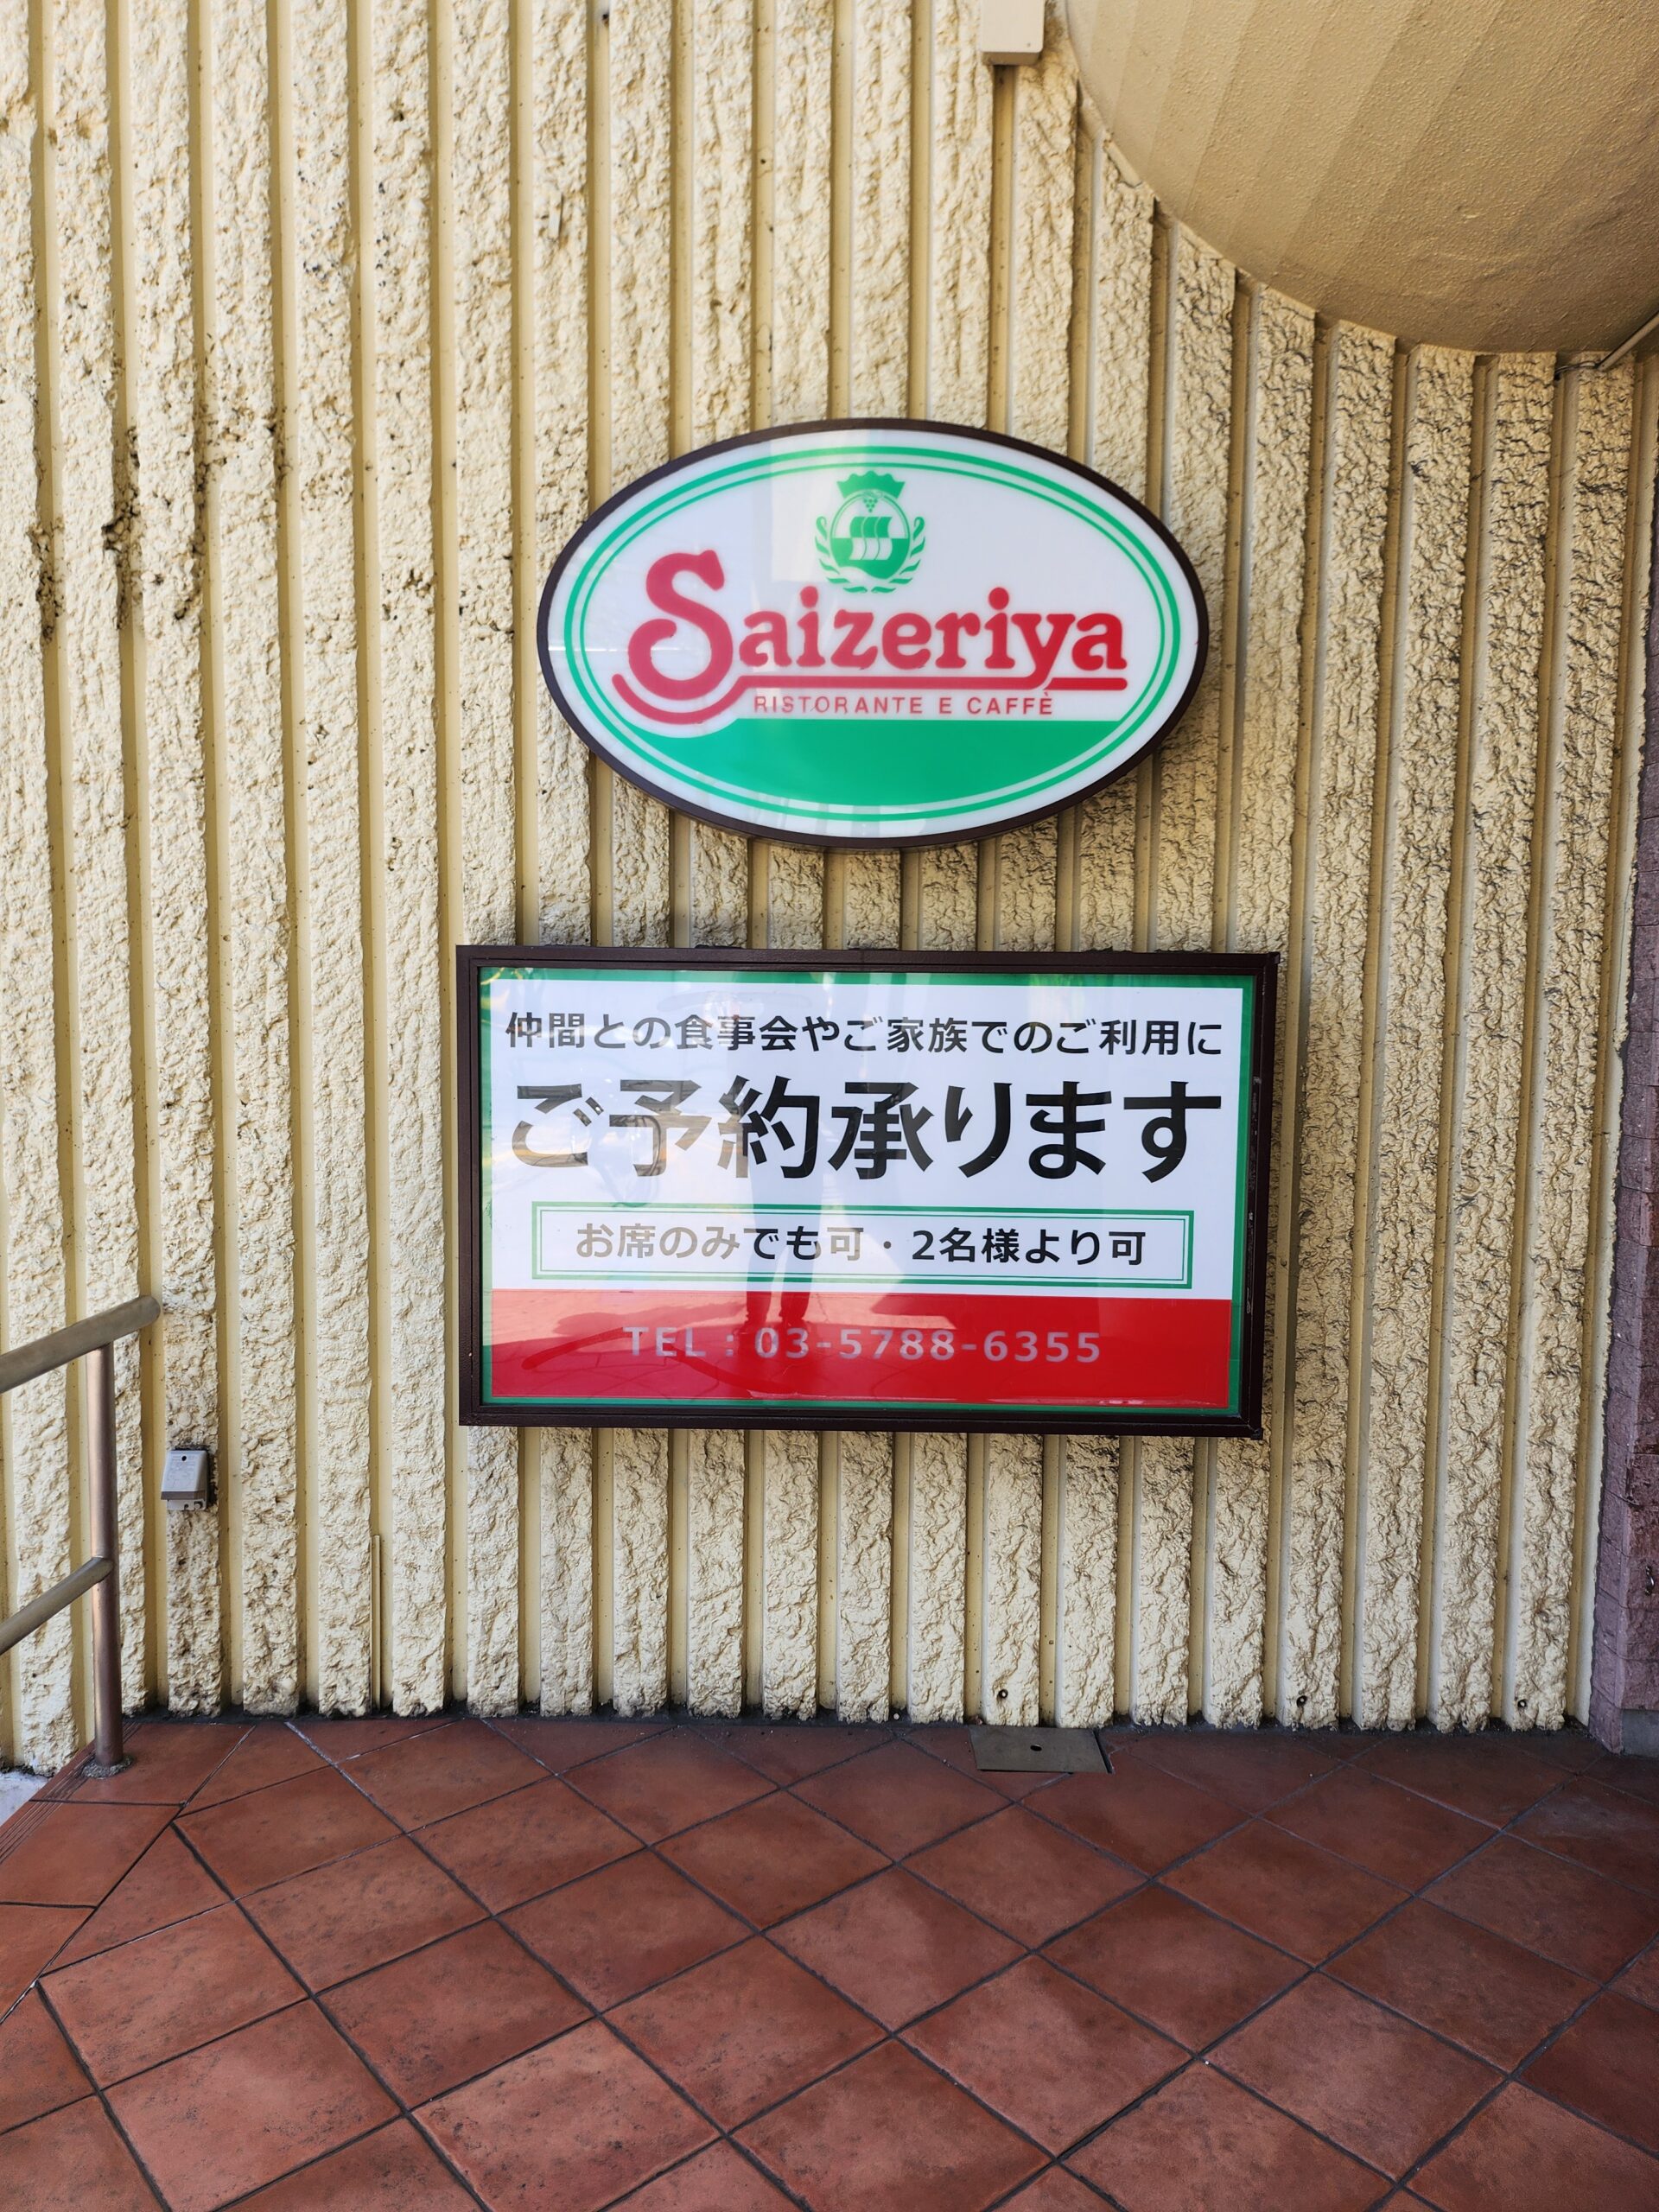 Saizeriya
RISTORANTE E CAFFÈ
仲間との食事会やご家族でのご利用に
ご予約承ります
お席のみでも可・2名様より可
TEL：03-5788-6355